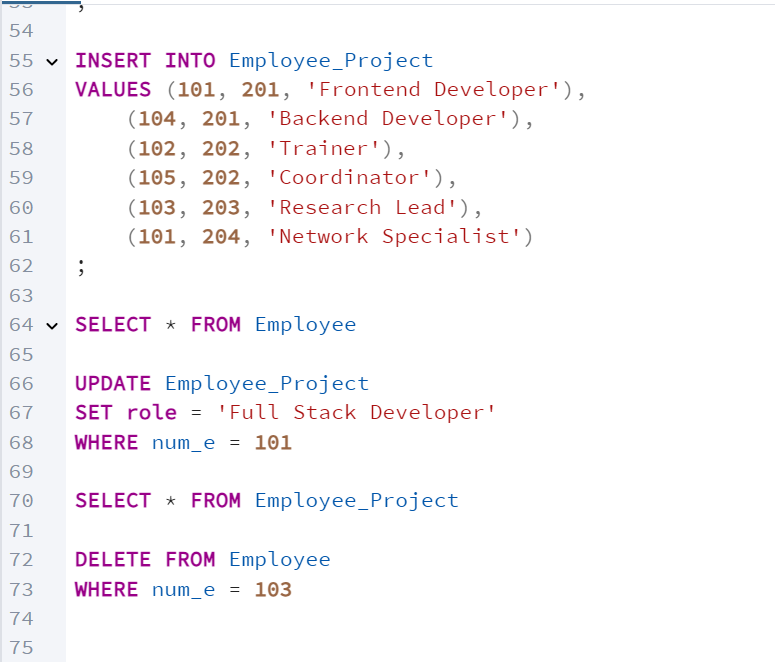 54
55 INSERT INTO Employee_Project
56 VALUES (101, 201, 'Frontend Developer'),
57 (104, 201, 'Backend Developer'),
58 (102, 202, 'Trainer'),
59 (105, 202, 'Coordinator'),
60 (103, 203, 'Research Lead'),
61 (101, 204, 'Network Specialist')
62 ;
63
64 SELECT * FROM Employee
65
66 UPDATE Employee_Project
67 SET role = 'Full Stack Developer'
68 WHERE num_e = 101
69
70 SELECT * FROM Employee_Project
71
72 DELETE FROM Employee
73 WHERE num_e = 103
74
75